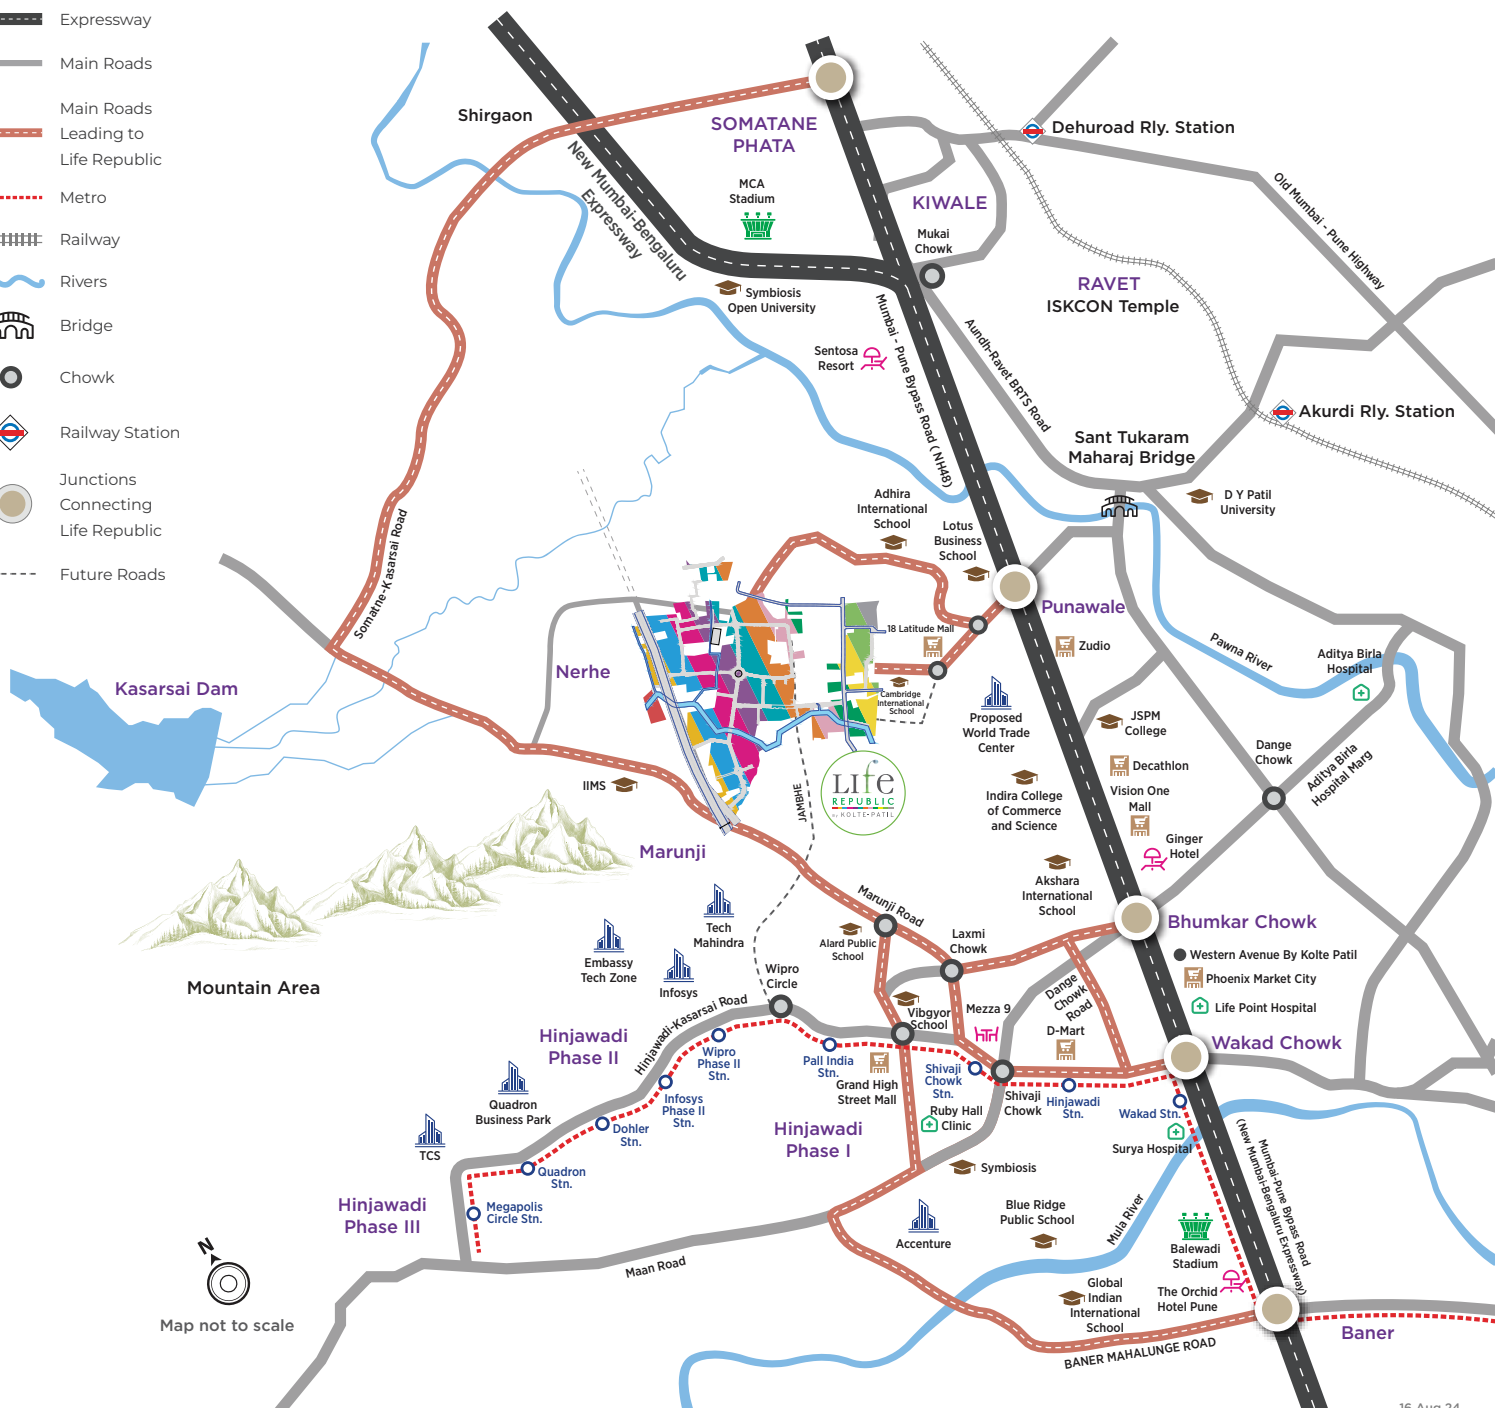 Expressway
Main Roads
Main Roads
Leading to
Life Republic
Metro
Railway
Rivers
Bridge
Chowk
Railway Station
Junctions
Connecting
Life Republic
Future Roads
Shirgaon
New Mumbai-Bengaluru
Expressway
SOMATANE
PHATA
MCA
Stadium
KIWALE
Mukai
Chowk
Dehuroad Rly. Station
Old Mumbai - Pune Highway
RAVET
ISKCON Temple
Symbiosis
Open University
Sentosa
Resort
Mumbai - Pune Bypass Road ( NH48)
Aundh-Ravet BRTS Road
Akurdi Rly. Station
Sant Tukaram
Maharaj Bridge
D Y Patil
University
Adhira
International
School
Lotus
Business
School
Somatne-Kasarsai Road
Punawale
18 Latitude Mall
Zudio
Pawna River
Aditya Birla
Hospital
Kasarsai Dam
Nerhe
Cambridge
International
School
Proposed
World Trade
Center
JSPM
College
Decathlon
Vision One
Mall
Dange
Chowk
Aditya Birla
Hospital Marg
IIMS
JAMBHE
LIfe
REPUBLIC
By KOLTE-PATIL
Indira College
of Commerce
and Science
Ginger
Hotel
Marunji
Akshara
International
School
Marunji Road
Bhumkar Chowk
Tech
Mahindra
Alard Public
School
Laxmi
Chowk
Western Avenue By Kolte Patil
Embassy
Tech Zone
Infosys
Wipro
Circle
Phoenix Market City
Mountain Area
Hinjawadi-Kasarsai Road
Vibgyor
School
Mezza 9
Dange
Chowk
Road
Life Point Hospital
Hinjawadi
Phase II
D-Mart
Wakad Chowk
Wipro
Phase II
Stn.
Pall India
Stn.
Grand High
Street Mall
Shivaji
Chowk
Stn.
Shivaji
Chowk
Hinjawadi
Stn.
Wakad Stn.
Quadron
Business Park
Infosys
Phase II
Stn.
Ruby Hall
Clinic
TCS
Dohler
Stn.
Hinjawadi
Phase I
Surya Hospital
Quadron
Stn.
Symbiosis
Mumbai-Pune Bypass Road
(New Mumbai-Bengaluru Expressway)
Hinjawadi
Phase III
Megapolis
Circle Stn.
Blue Ridge
Public School
Mula River
Accenture
Balewadi
Stadium
N
Maan Road
Global
Indian
International
School
The Orchid
Hotel Pune
Map not to scale
BANER MAHALUNGE ROAD
Baner
16 Aug 24